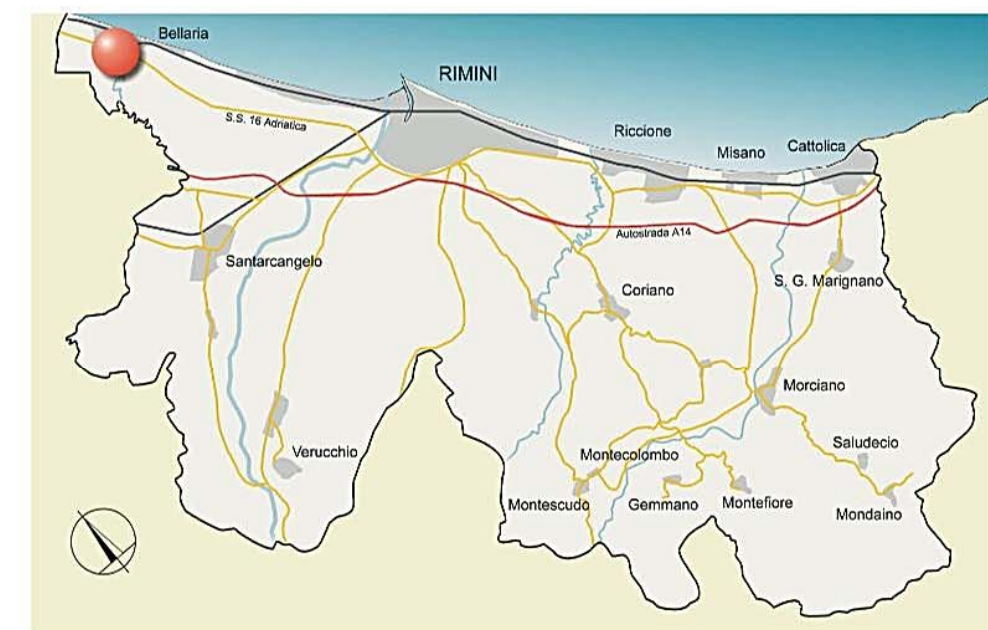 Bellaria
RIMINI
S.S. 16 Adriatica
Riccione
Misano
Cattolica
Autostrada A14
Santarcangelo
S. G. Marignano
Coriano
Morciano
Verucchio
Montecolombo
Saludecio
Montescudo
Gemmano
Montefiore
Mondaino